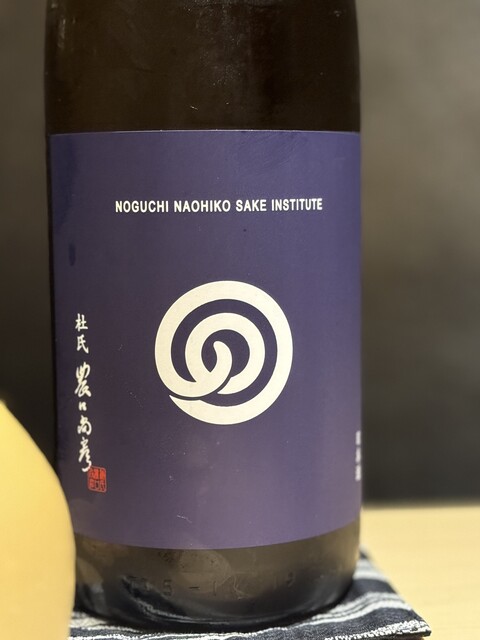 NOGUCHI NAOHIKO SAKE INSTITUTE
杜氏 農口尚彦